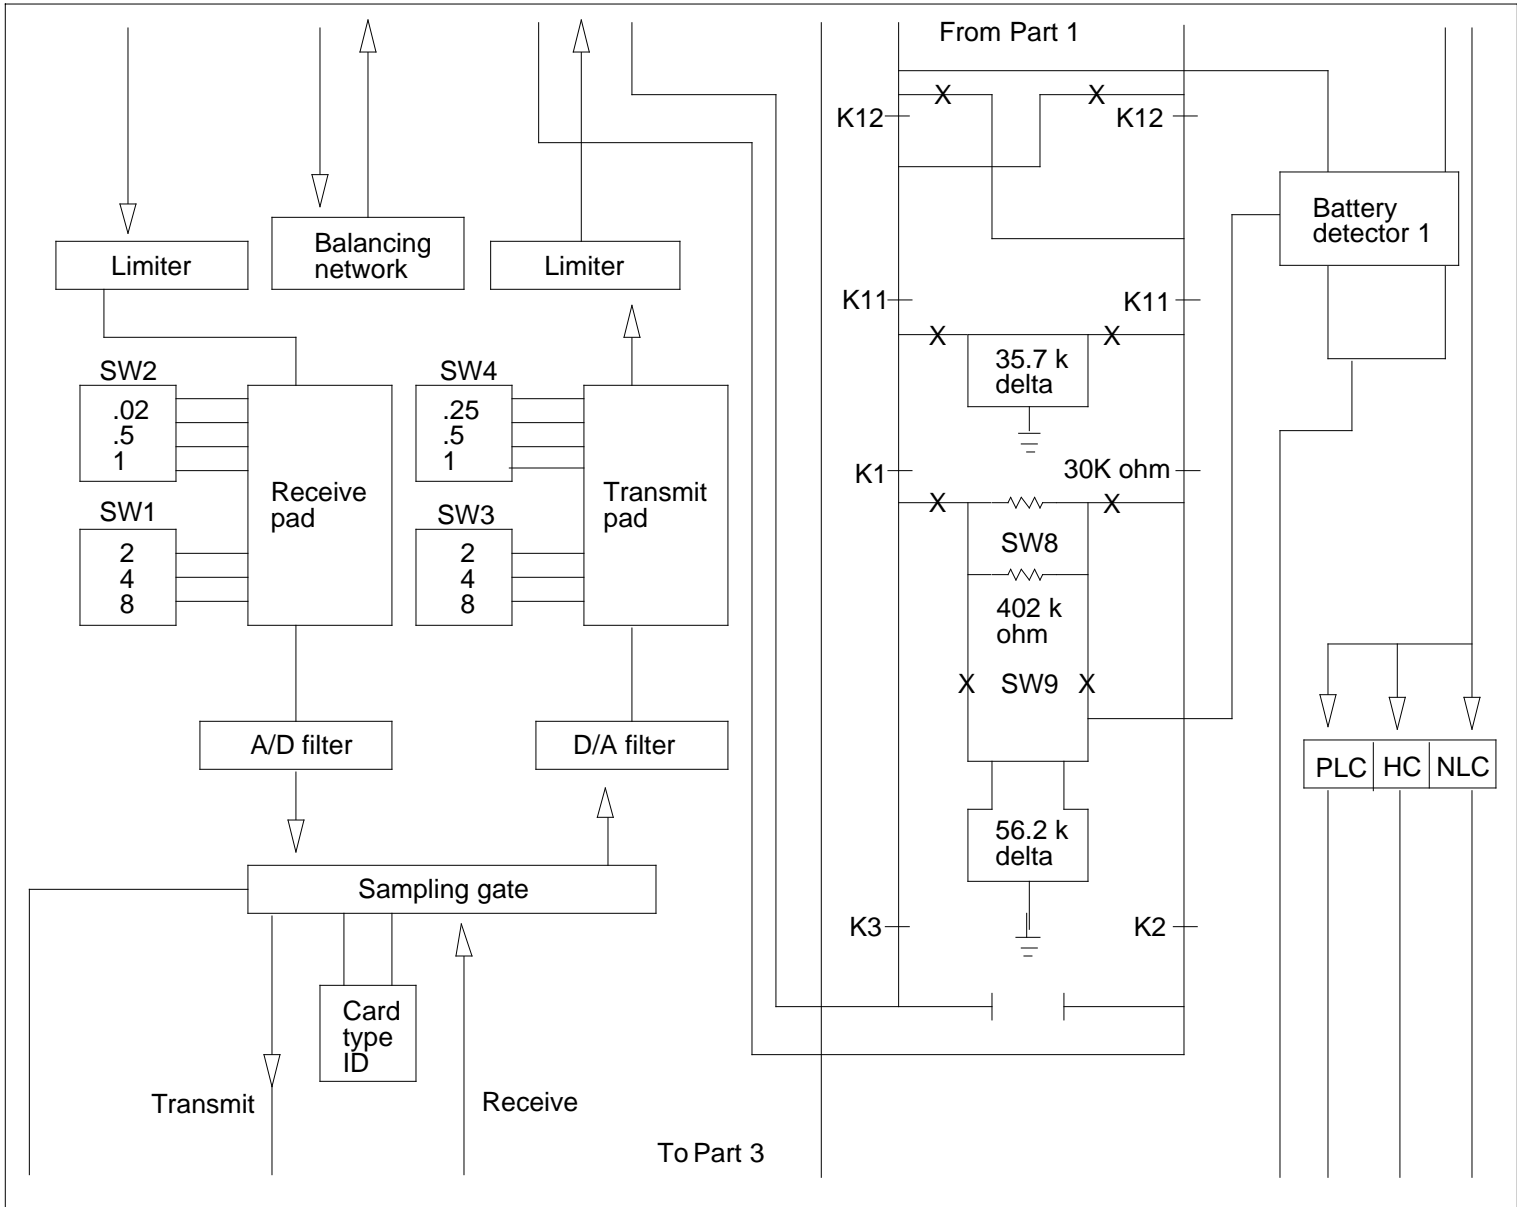 From Part 1
K12
K12
Battery
detector 1
Balancing
network
Limiter
Limiter
K11
K11
35.7 k
delta
SW2
.02
.5
1
SW4
.25
.5
1
Receive
pad
Transmit
pad
K1
30K ohm
SW1
2
4
8
SW3
2
4
8
SW8
402 k
ohm
SW9
A/D filter
D/A filter
PLC
HC
NLC
56.2 k
delta
Sampling gate
K3
K2
Card
type
ID
Transmit
Receive
To Part 3